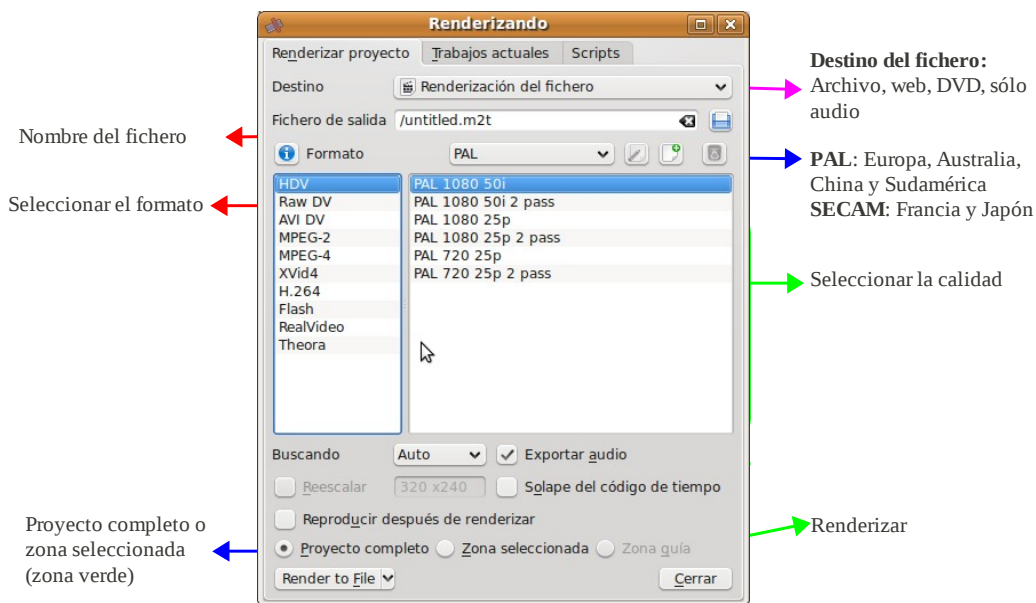 Renderizando
Renderizar proyecto
Trabajos actuales
Scripts
Destino
Renderización del fichero
Fichero de salida
/untitled.m2t
Formato
PAL
HDV
Raw DV
AVI DV
MPEG-2
MPEG-4
XVid4
H.264
Flash
RealVideo
Theora
PAL 1080 50i
PAL 1080 50i 2 pass
PAL 1080 25p
PAL 1080 25p 2 pass
PAL 720 25p
PAL 720 25p 2 pass
Buscando
Auto
Exportar audio
Reescalar
320 x240
Solape del código de tiempo
Reproducir después de renderizar
Proyecto completo
Zona seleccionada
Zona guía
Render to File
Cerrar
Nombre del fichero
Seleccionar el formato
Proyecto completo o
zona seleccionada
(zona verde)
Destino del fichero:
Archivo, web, DVD, sólo
audio
PAL: Europa, Australia,
China y Sudamérica
SECAM: Francia y Japón
Seleccionar la calidad
Renderizar